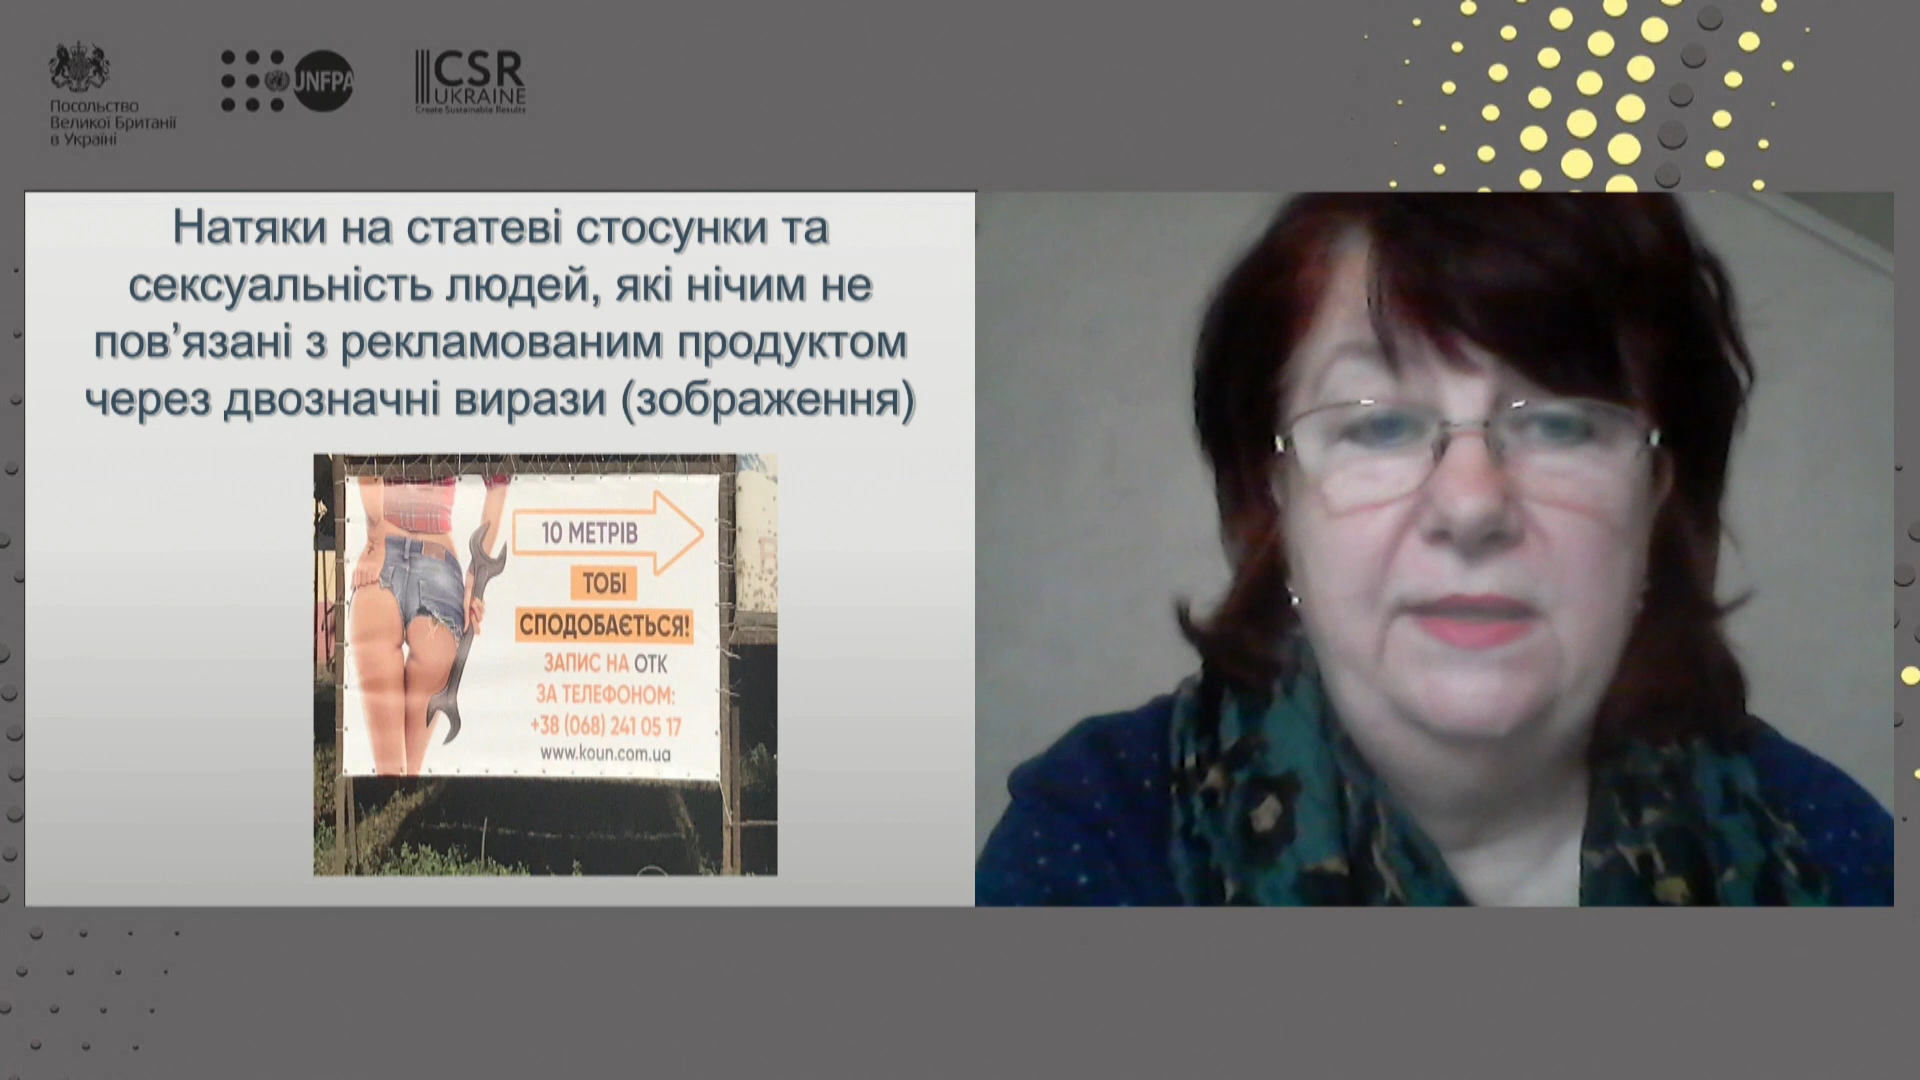 Посольство
Великої Британії
в Україні
UNFPA
CSR
UKRAINE
Create Sustainable Results
Натяки на статеві стосунки та
сексуальність людей, які нічим не
пов’язані з рекламованим продуктом
через двозначні вирази (зображення)
10 МЕТРІВ
ТОБІ
СПОДОБАЄТЬСЯ!
ЗАПИС НА ОТК
ЗА ТЕЛЕФОНОМ:
+38 (068) 241 05 17
www.koun.com.ua